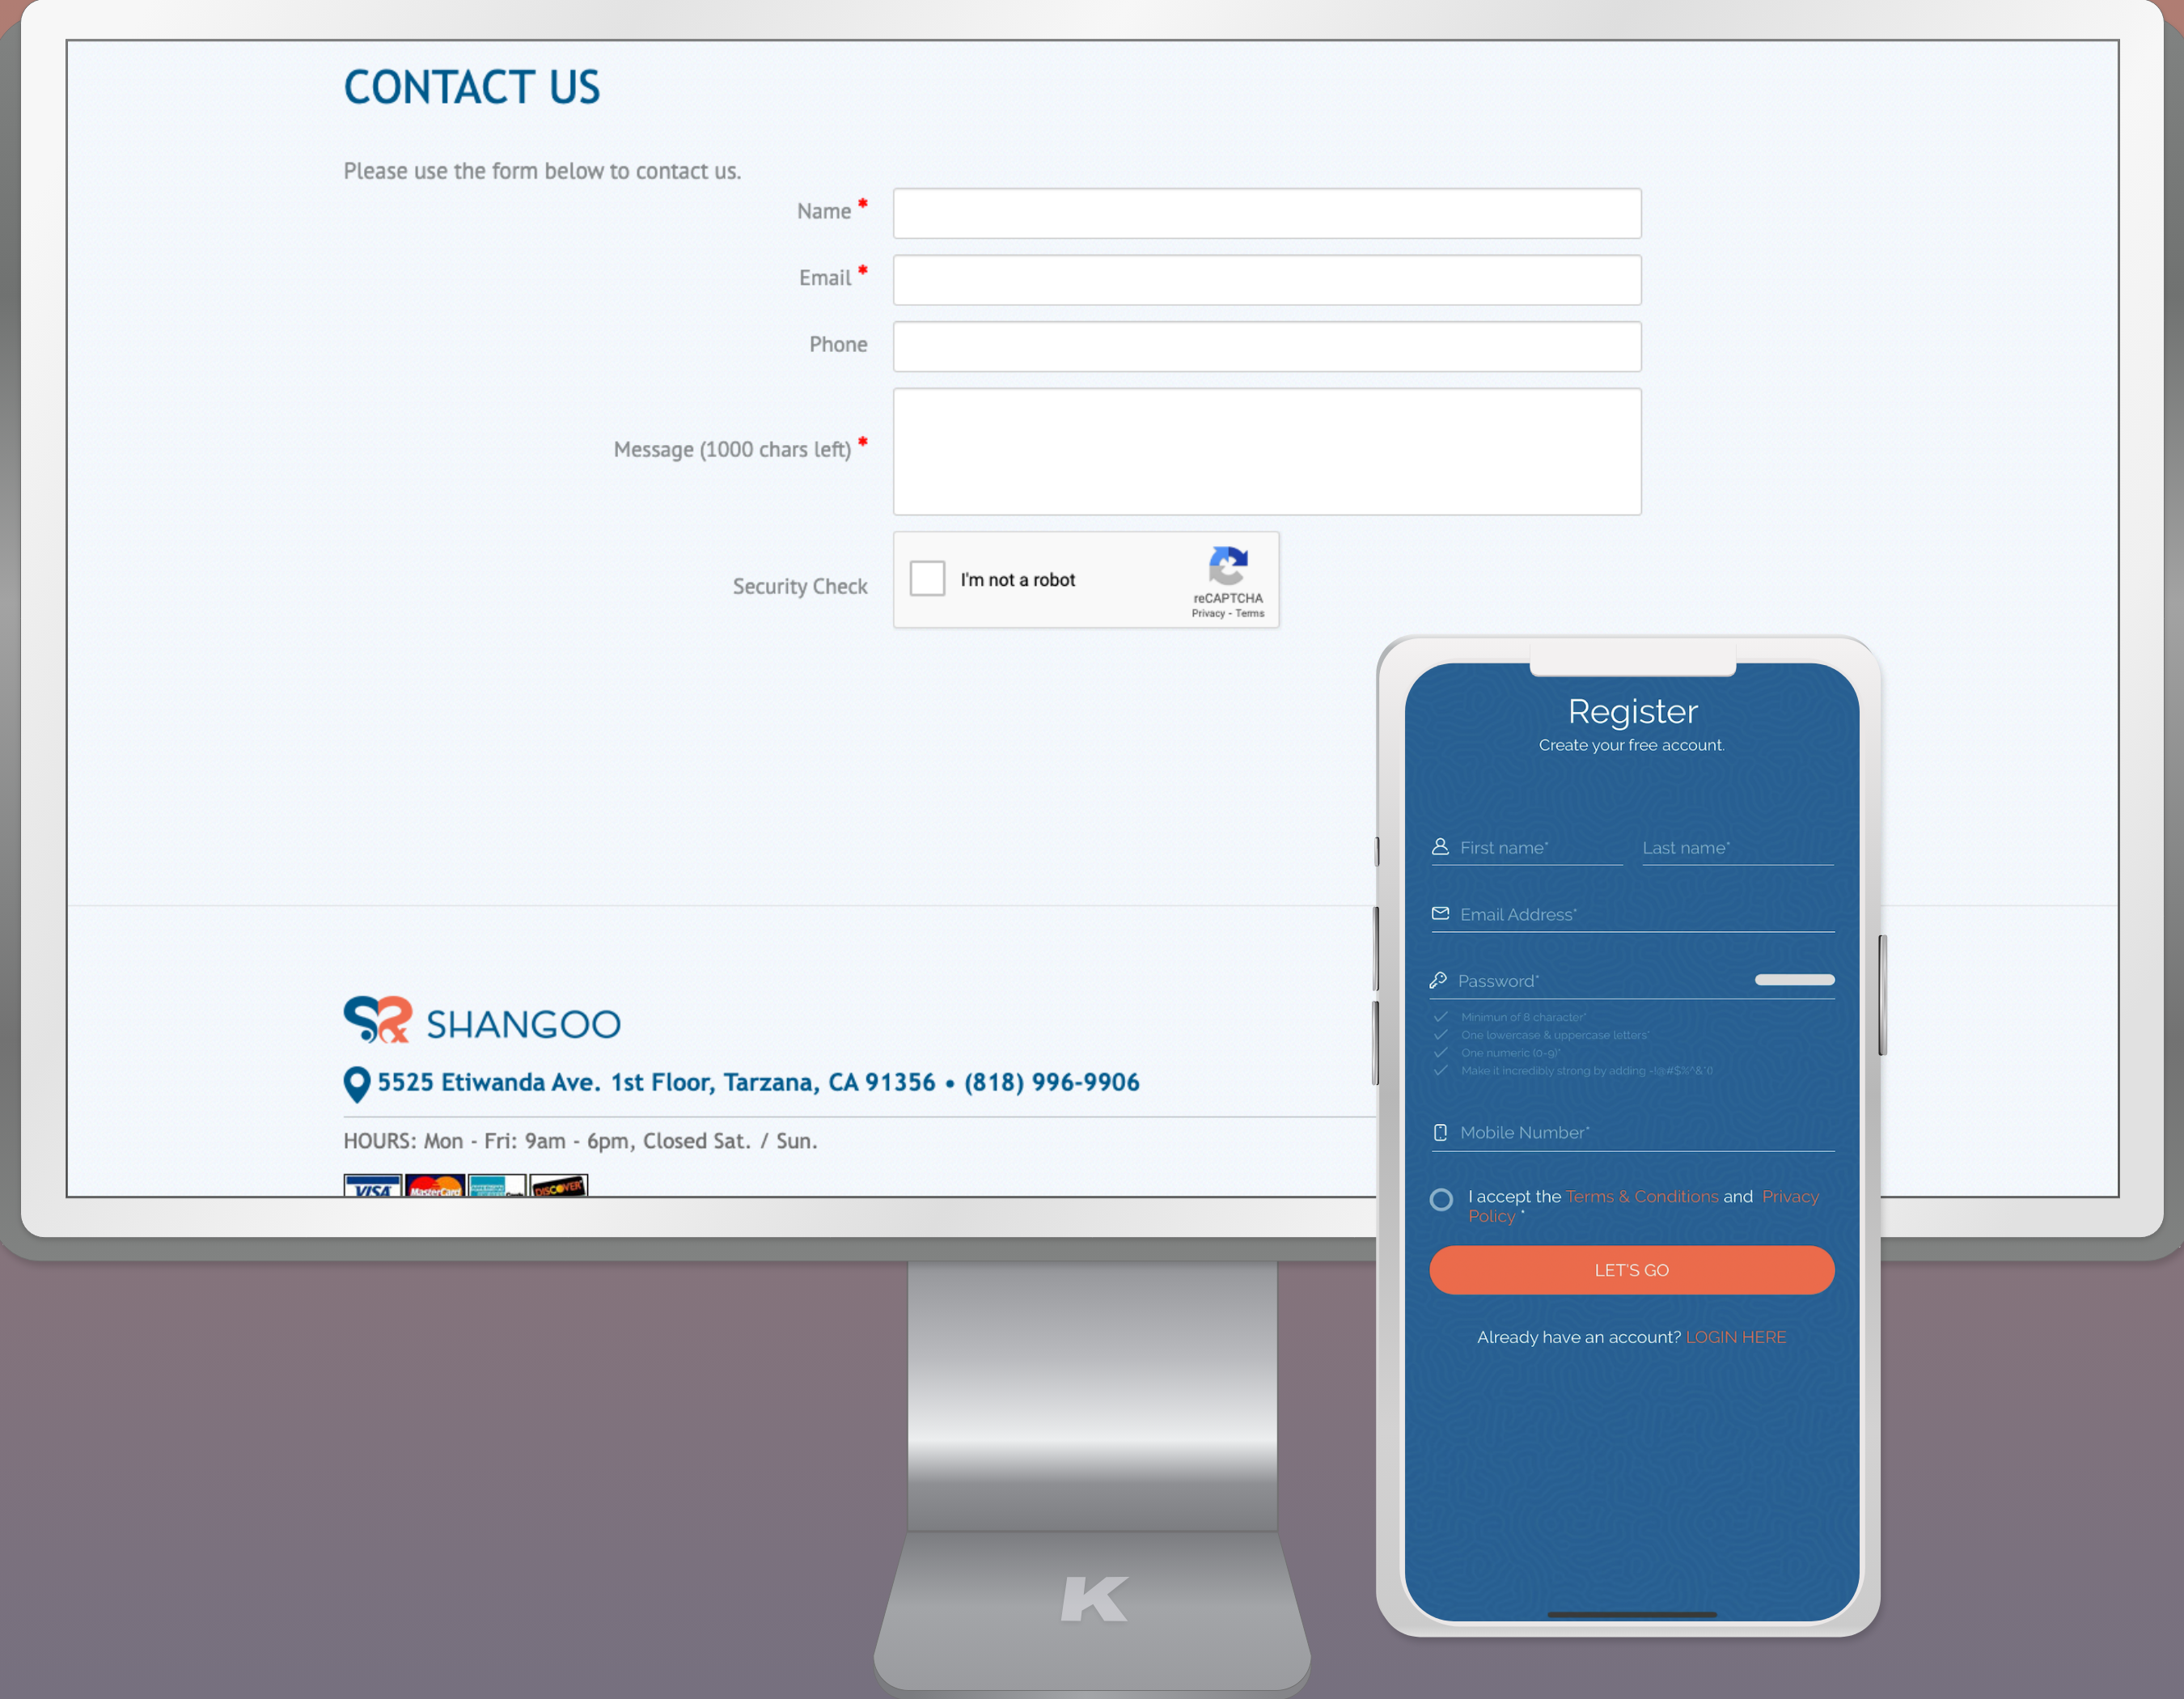 CONTACT US
Please use the form below to contact us.
Name *
Email *
Phone
Message (1000 chars left) *
Security Check
I'm not a robot
reCAPTCHA
Privacy - Terms
SHANGOO
5525 Etiwanda Ave. 1st Floor, Tarzana, CA 91356 • (818) 996-9906
HOURS: Mon - Fri: 9am - 6pm, Closed Sat. / Sun.
VISA MasterCard DISCOVER
K
Register
Create your free account.
First name* Last name*
Email Address*
Password*
Minimun of 8 character*
One lowercase & uppercase letters*
One numeric (0-9)*
Make it incredibly strong by adding
Mobile Number*
I accept the Terms & Conditions and Privacy
Policy *
LET'S GO
Already have an account? LOGIN HERE